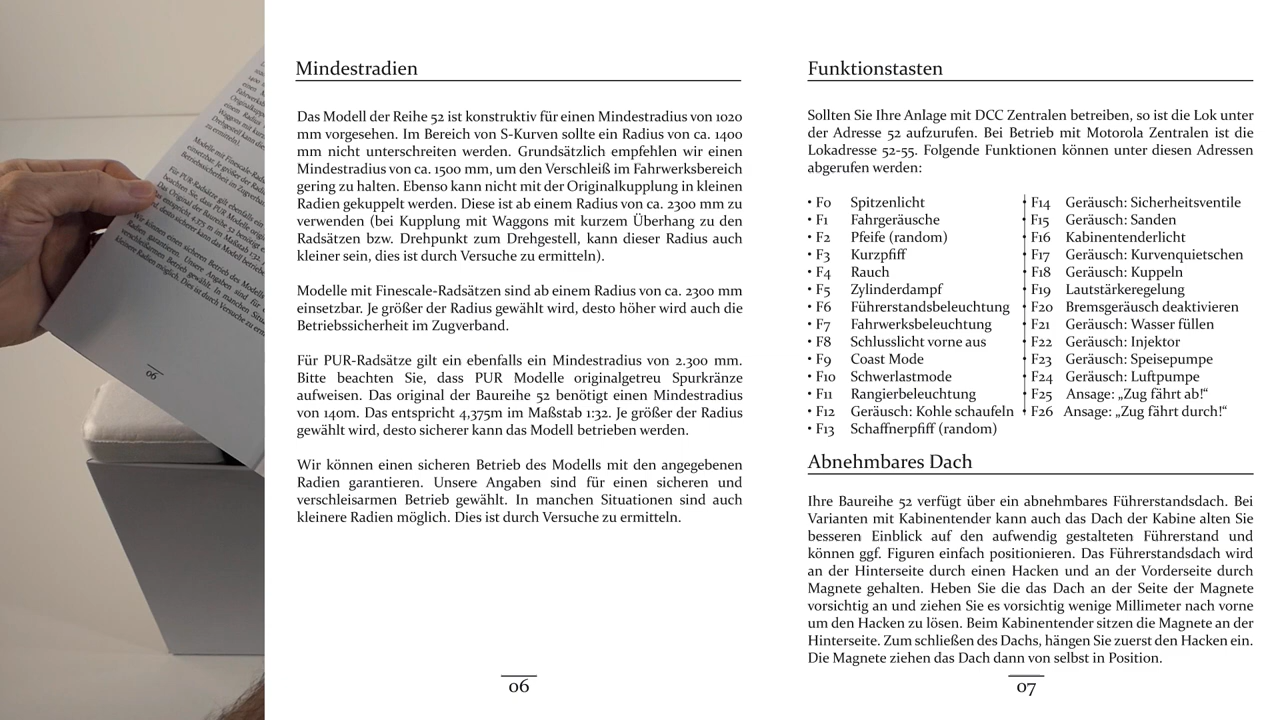 Mindestradien
Das Modell der Reihe 52 ist konstruktiv für einen Mindestradius von 1020
mm vorgesehen. Im Bereich von S-Kurven sollte ein Radius von ca. 1400
mm nicht unterschreiten werden. Grundsätzlich empfehlen wir einen
Mindestradius von ca. 1500 mm, um den Verschleiß im Fahrwerksbereich
gering zu halten. Ebenso kann nicht mit der Originalkupplung in kleinen
Radien gekuppelt werden. Diese ist ab einem Radius von ca. 2300 mm zu
verwenden (bei Kupplung mit Waggons mit kurzem Überhang zu den
Radsätzen bzw. Drehpunkt zum Drehgestell, kann dieser Radius auch
kleiner sein, dies ist durch Versuche zu ermitteln).
Modelle mit Finescale-Radsätzen sind ab einem Radius von ca. 2300 mm
einsetzbar. Je größer der Radius gewählt wird, desto höher wird auch die
Betriebssicherheit im Zugverband.
Für PUR-Radsätze gilt ein ebenfalls ein Mindestradius von 2.300 mm.
Bitte beachten Sie, dass PUR Modelle originalgetreu Spurkränze
aufweisen. Das original der Baureihe 52 benötigt einen Mindestradius
von 140m. Das entspricht 4,375m im Maßstab 1:32. Je größer der Radius
gewählt wird, desto sicherer kann das Modell betrieben werden.
Wir können einen sicheren Betrieb des Modells mit den angegebenen
Radien garantieren. Unsere Angaben sind für einen sicheren und
verschleisarmen Betrieb gewählt. In manchen Situationen sind auch
kleinere Radien möglich. Dies ist durch Versuche zu ermitteln.
06
Funktionstasten
Sollten Sie Ihre Anlage mit DCC Zentralen betreiben, so ist die Lok unter
der Adresse 52 aufzurufen. Bei Betrieb mit Motorola Zentralen ist die
Lokadresse 52-55. Folgende Funktionen können unter diesen Adressen
abgerufen werden:
• F0 Spitzenlicht
• F1 Fahrgeräusche
• F2 Pfeife (random)
• F3 Kurzpfiff
• F4 Rauch
• F5 Zylinderdampf
• F6 Führerstandsbeleuchtung
• F7 Fahrwerksbeleuchtung
• F8 Schlusslicht vorne aus
• F9 Coast Mode
• F10 Schwerlastmode
• F11 Rangierbeleuchtung
• F12 Geräusch: Kohle schaufeln
• F13 Schaffnerpfiff (random)
• F14 Geräusch: Sicherheitsventile
• F15 Geräusch: Sanden
• F16 Kabinentenderlicht
• F17 Geräusch: Kurvenquietschen
• F18 Geräusch: Kuppeln
• F19 Lautstärkeregelung
• F20 Bremsgeräusch deaktivieren
• F21 Geräusch: Wasser füllen
• F22 Geräusch: Injektor
• F23 Geräusch: Speisepumpe
• F24 Geräusch: Luftpumpe
• F25 Ansage: „Zug fährt ab!“
• F26 Ansage: „Zug fährt durch!“
Abnehmbares Dach
Ihre Baureihe 52 verfügt über ein abnehmbares Führerstandsdach. Bei
Varianten mit Kabinentender kann auch das Dach der Kabine alten Sie
besseren Einblick auf den aufwendig gestalteten Führerstand und
können ggf. Figuren einfach positionieren. Das Führerstandsdach wird
an der Hinterseite durch einen Hacken und an der Vorderseite durch
Magnete gehalten. Heben Sie die das Dach an der Seite der Magnete
vorsichtig an und ziehen Sie es vorsichtig wenige Millimeter nach vorne
um den Hacken zu lösen. Beim Kabinentender sitzen die Magnete an der
Hinterseite. Zum schließen des Dachs, hängen Sie zuerst den Hacken ein.
Die Magnete ziehen das Dach dann von selbst in Position.
07
06